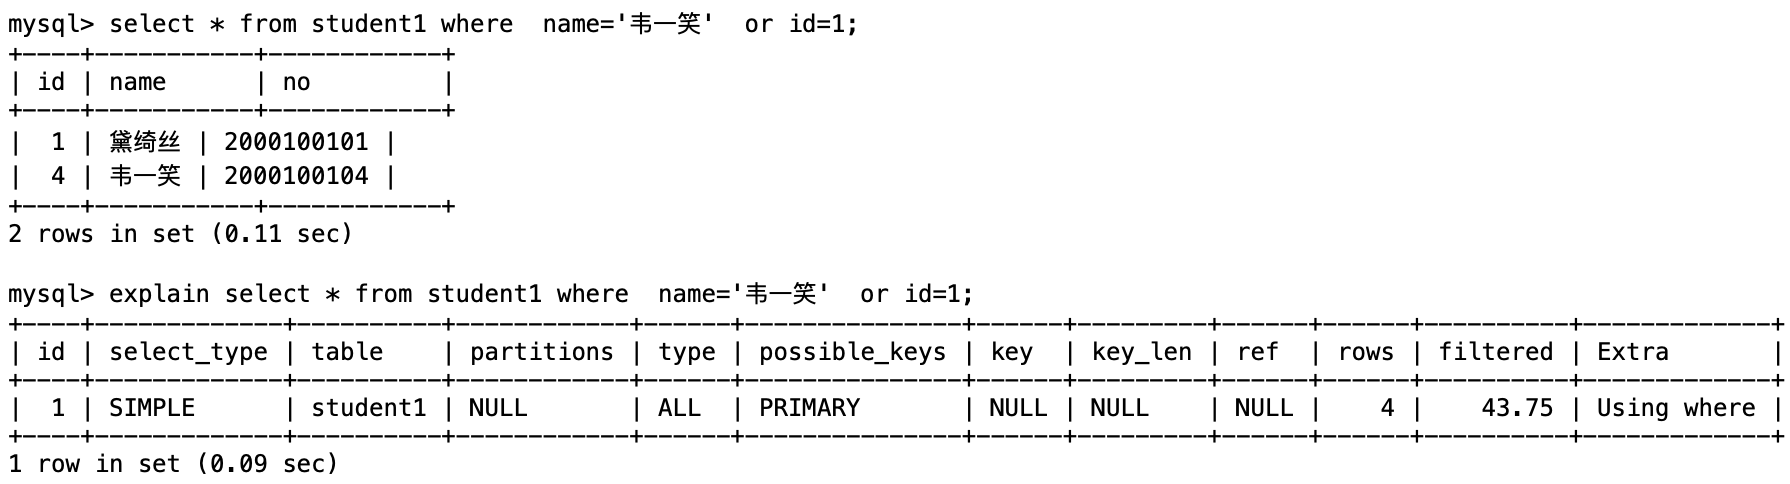 mysql> select * from student1 where  name='韦一笑'  or id=1;
+----+-----------+------------+
| id | name      | no         |
+----+-----------+------------+
|  1 | 黛绮丝 | 2000100101 |
|  4 | 韦一笑 | 2000100104 |
+----+-----------+------------+
2 rows in set (0.11 sec)

mysql> explain select * from student1 where  name='韦一笑'  or id=1;
+----+-------------+----------+------------+------+---------------+------+---------+------+------+----------+-------------+
| id | select_type | table    | partitions | type | possible_keys | key  | key_len | ref  | rows | filtered | Extra       |
+----+-------------+----------+------------+------+---------------+------+---------+------+------+----------+-------------+
|  1 | SIMPLE      | student1 | NULL       | ALL  | PRIMARY       | NULL | NULL    | NULL |    4 |    43.75 | Using where |
+----+-------------+----------+------------+------+---------------+------+---------+------+------+----------+-------------+
1 row in set (0.09 sec)